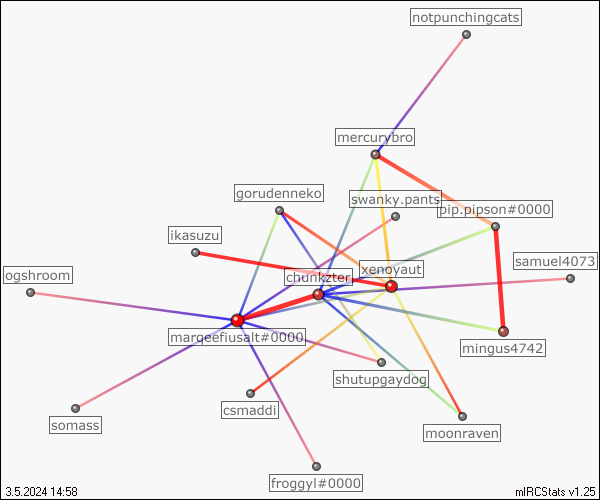 notpunchingcats
mercurybro
gorudenneko
swanky.pants
pip.pipson#0000
ikasuzu
ogshroom
chunkzter
xenoyaut
samuel4073
margeefiusalt#0000
mingus4742
shutupgaydog
csmaddi
somass
moonraven
froggyl#0000
3.5.2024 14:58
mIRCStats v1.25